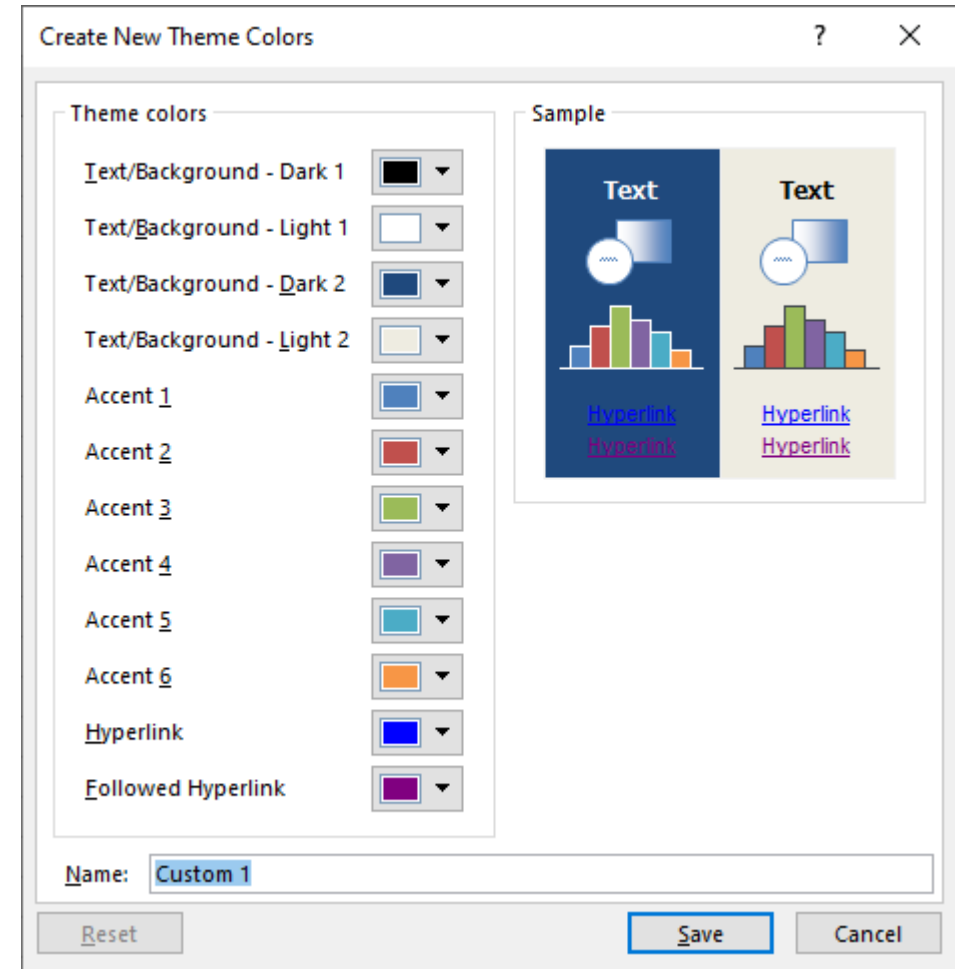 Create New Theme Colors
?
Theme colors
Text/Background - Dark 1
Text/Background - Light 1
Text/Background - Dark 2
Text/Background - Light 2
Accent 1
Accent 2
Accent 3
Accent 4
Accent 5
Accent 6
Hyperlink
Followed Hyperlink
Sample
Text Text
Hyperlink Hyperlink
Hyperlink Hyperlink
Name: Custom 1
Reset Save Cancel